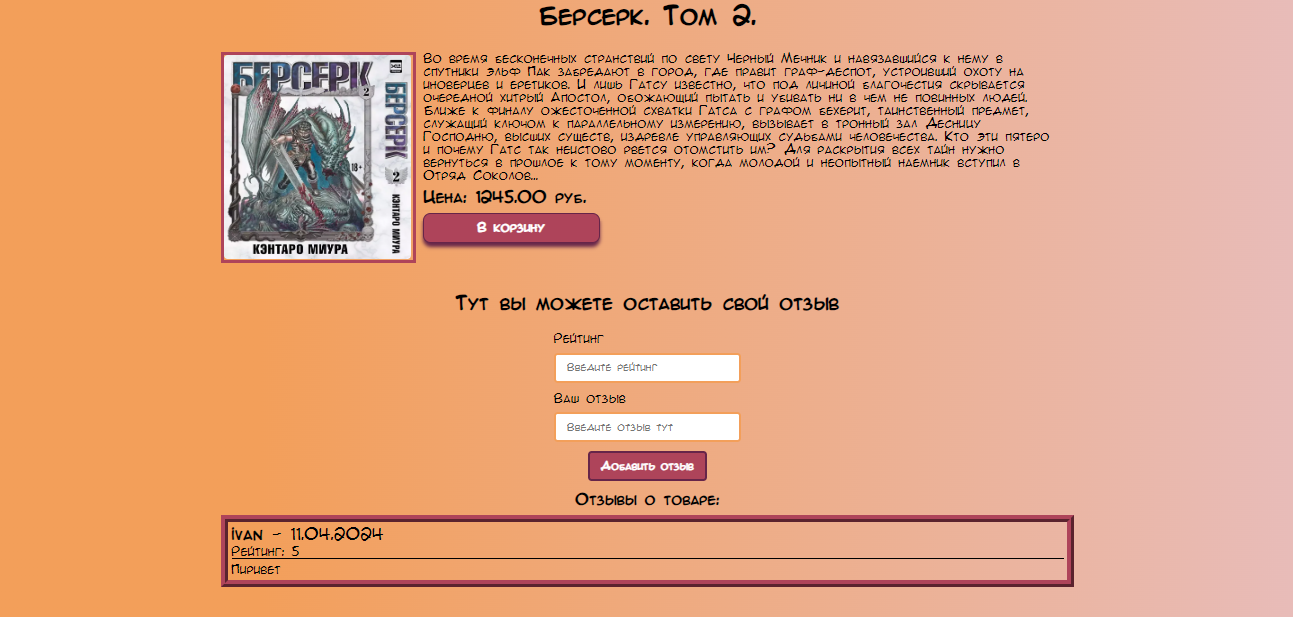 Берсерк. Том 2.
БЕРСЕРК
2
18+
КЭНТАРО МИУРА
БЕРСЕРК
2
КЭНТАРО МИУРА
Во время бесконечных странствий по свету Черный Мечник и навязавшийся к нему в
спутники эльф Пак забредают в город, где правит граф-деспот, устроивший охоту на
иноверцев и еретиков. И лишь Гатсу известно, что под личиной благочестия скрывается
очередной хитрый Апостол, обожающий пытать и убивать ни в чем не повинных людей.
Ближе к финалу ожесточенной схватки Гатса с графом бехерит, таинственный предмет,
служащий ключом к параллельному измерению, вызывает в тронный зал Десницу
Господню, высших существ, издревле управляющих судьбами человечества. Кто эти пятеро
и почему Гатс так неистово рвется отомстить им? Для раскрытия всех тайн нужно
вернуться в прошлое к тому моменту, когда молодой и неопытный наемник вступил в
Отряд Соколов...
Цена: 1245.00 руб.
В корзину
Тут вы можете оставить свой отзыв
Рейтинг
Введите рейтинг
Ваш отзыв
Введите отзыв тут
Добавить отзыв
Отзывы о товаре:
ivan - 11.04.2024
Рейтинг: 5
Пиривет